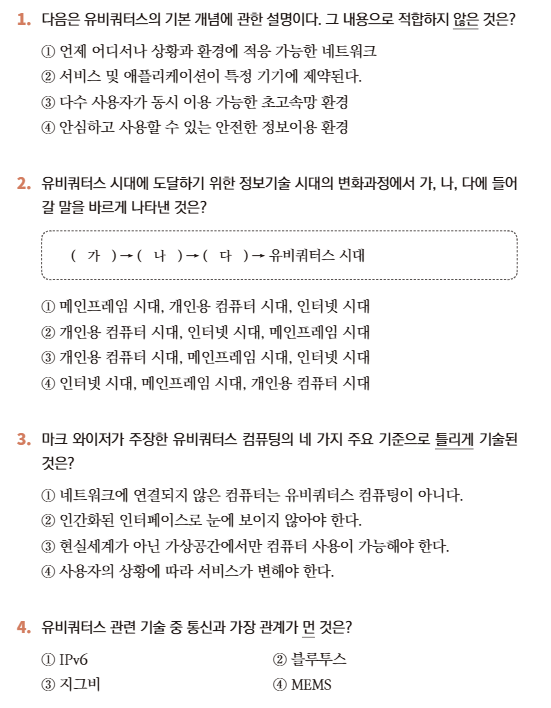 1. 다음은 유비쿼터스의 기본 개념에 관한 설명이다. 그 내용으로 적합하지 않은 것은?
① 언제 어디서나 상황과 환경에 적응 가능한 네트워크
② 서비스 및 애플리케이션이 특정 기기에 제약된다.
③ 다수 사용자가 동시 이용 가능한 초고속망 환경
④ 안심하고 사용할 수 있는 안전한 정보이용 환경
2. 유비쿼터스 시대에 도달하기 위한 정보기술 시대의 변화과정에서 가, 나, 다에 들어
갈 말을 바르게 나타낸 것은?
( 가 )→( 나 )→( 다 )→ 유비쿼터스 시대
① 메인프레임 시대, 개인용 컴퓨터 시대, 인터넷 시대
② 개인용 컴퓨터 시대, 인터넷 시대, 메인프레임 시대
③ 개인용 컴퓨터 시대, 메인프레임 시대, 인터넷 시대
④ 인터넷 시대, 메인프레임 시대, 개인용 컴퓨터 시대
3. 마크 와이저가 주장한 유비쿼터스 컴퓨팅의 네 가지 주요 기준으로 틀리게 기술된
것은?
① 네트워크에 연결되지 않은 컴퓨터는 유비쿼터스 컴퓨팅이 아니다.
② 인간화된 인터페이스로 눈에 보이지 않아야 한다.
③ 현실세계가 아닌 가상공간에서만 컴퓨터 사용이 가능해야 한다.
④ 사용자의 상황에 따라 서비스가 변해야 한다.
4. 유비쿼터스 관련 기술 중 통신과 가장 관계가 먼 것은?
① IPv6 ② 블루투스
③ 지그비 ④ MEMS